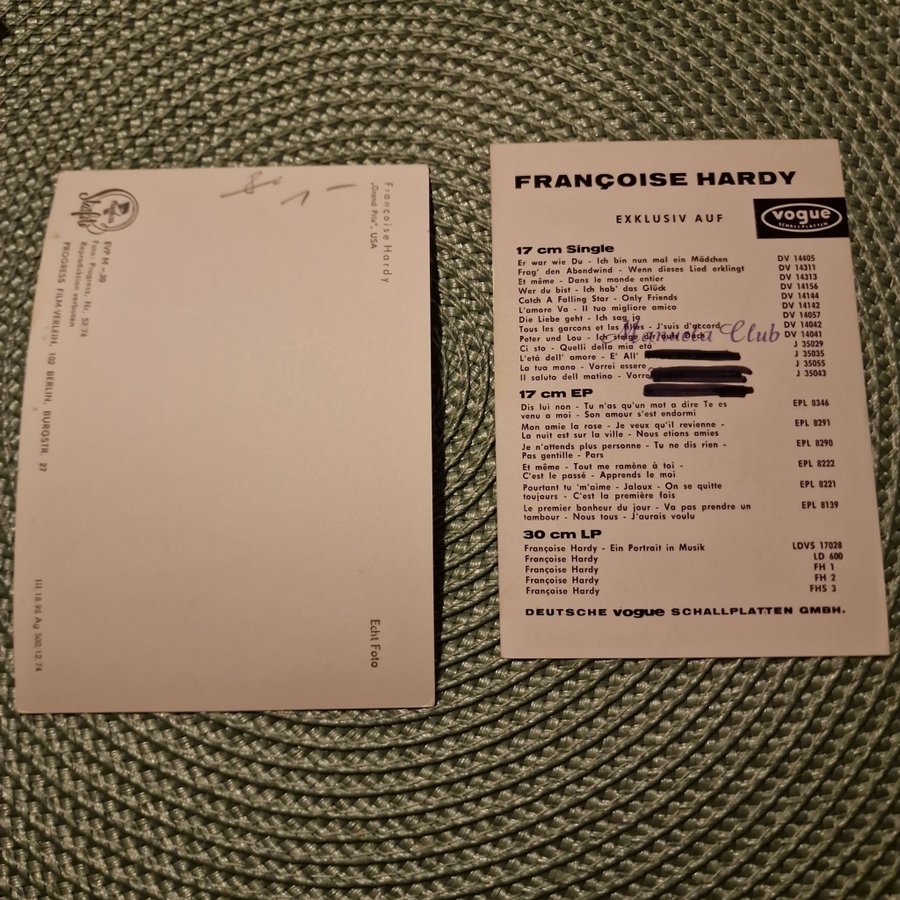 Françoise Hardy
„Grand Prix", USA
Echt Foto
EVP M –,20
Foto: Progress, Nr. 52 74
Reproduktion verboten
PROGRESS FILM-VERLEIH, 102 BERLIN, BURGSTR. 27
III 18 98 Ag 500.12.74
FRANÇOISE HARDY
EXKLUSIV AUF
vogue
SCHALLPLATTEN
17 cm Single
Er war wie Du - Ich bin nun mal ein Mädchen DV 14405
Frag' den Abendwind - Wenn dieses Lied erklingt DV 14311
Et même - Dans le monde entier DV 14313
Wer du bist - Ich hab' das Glück DV 14156
Catch A Falling Star - Only Friends DV 14144
L'amore Va - Il tuo migliore amico DV 14142
Die Liebe geht - Ich sag ja DV 14057
Tous les garcons et les filles - J'suis d'accord DV 14042
Peter und Lou - Ich steige dir aufs Dach DV 14041
Club
Ci sto - Quelli della mia età J 35029
L'età dell' amore - E' All' J 35035
La tua mano - Vorrei essere J 35055
Il saluto dell matino - Vorrei J 35043
17 cm EP
Dis lui non - Tu n'as qu'un mot a dire Te es EPL 8346
venu a moi - Son amour s'est endormi
Mon amie la rose - Je veux qu'il revienne - EPL 8291
La nuit est sur la ville - Nous etions amies
Je n'attends plus personne - Tu ne dis rien - EPL 8290
Pas gentille - Pars
Et même - Tout me ramène à toi - EPL 8222
C'est le passé - Apprends le moi
Pourtant tu 'm'aime - Jaloux - On se quitte EPL 8221
toujours - C'est la première fois
Le premier bonheur du jour - Va pas prendre un EPL 8139
tambour - Nous tous - J'aurais voulu
30 cm LP
Françoise Hardy - Ein Portrait in Musik LDVS 17028
Françoise Hardy LD 600
Françoise Hardy FH 1
Françoise Hardy FH 2
Françoise Hardy FHS 3
DEUTSCHE vogue SCHALLPLATTEN GMBH.